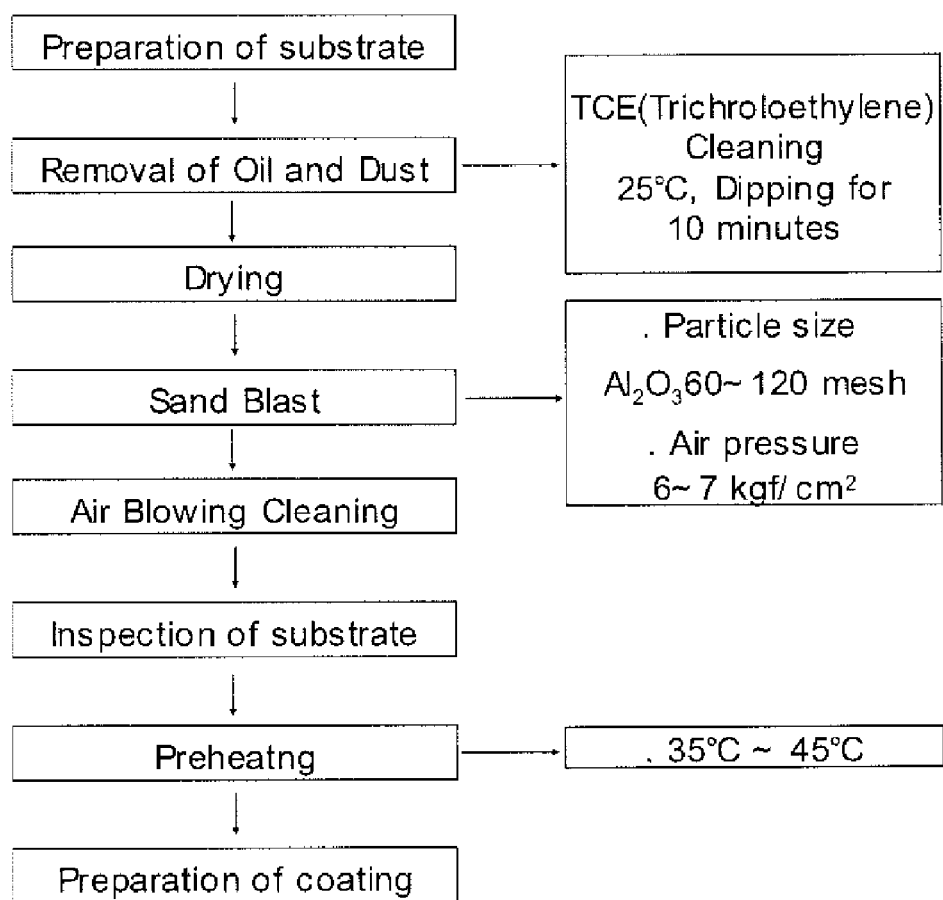 Preparation of substrate
Removal of Oil and Dust
TCE(Trichroloethylene)
Cleaning
25°C, Dipping for
10 minutes
Drying
Sand Blast
. Particle size
Al₂O₃60~ 120 mesh
. Air pressure
6~ 7 kgf/ cm²
Air Blowing Cleaning
Inspection of substrate
Preheatng
. 35°C ~ 45°C
Preparation of coating